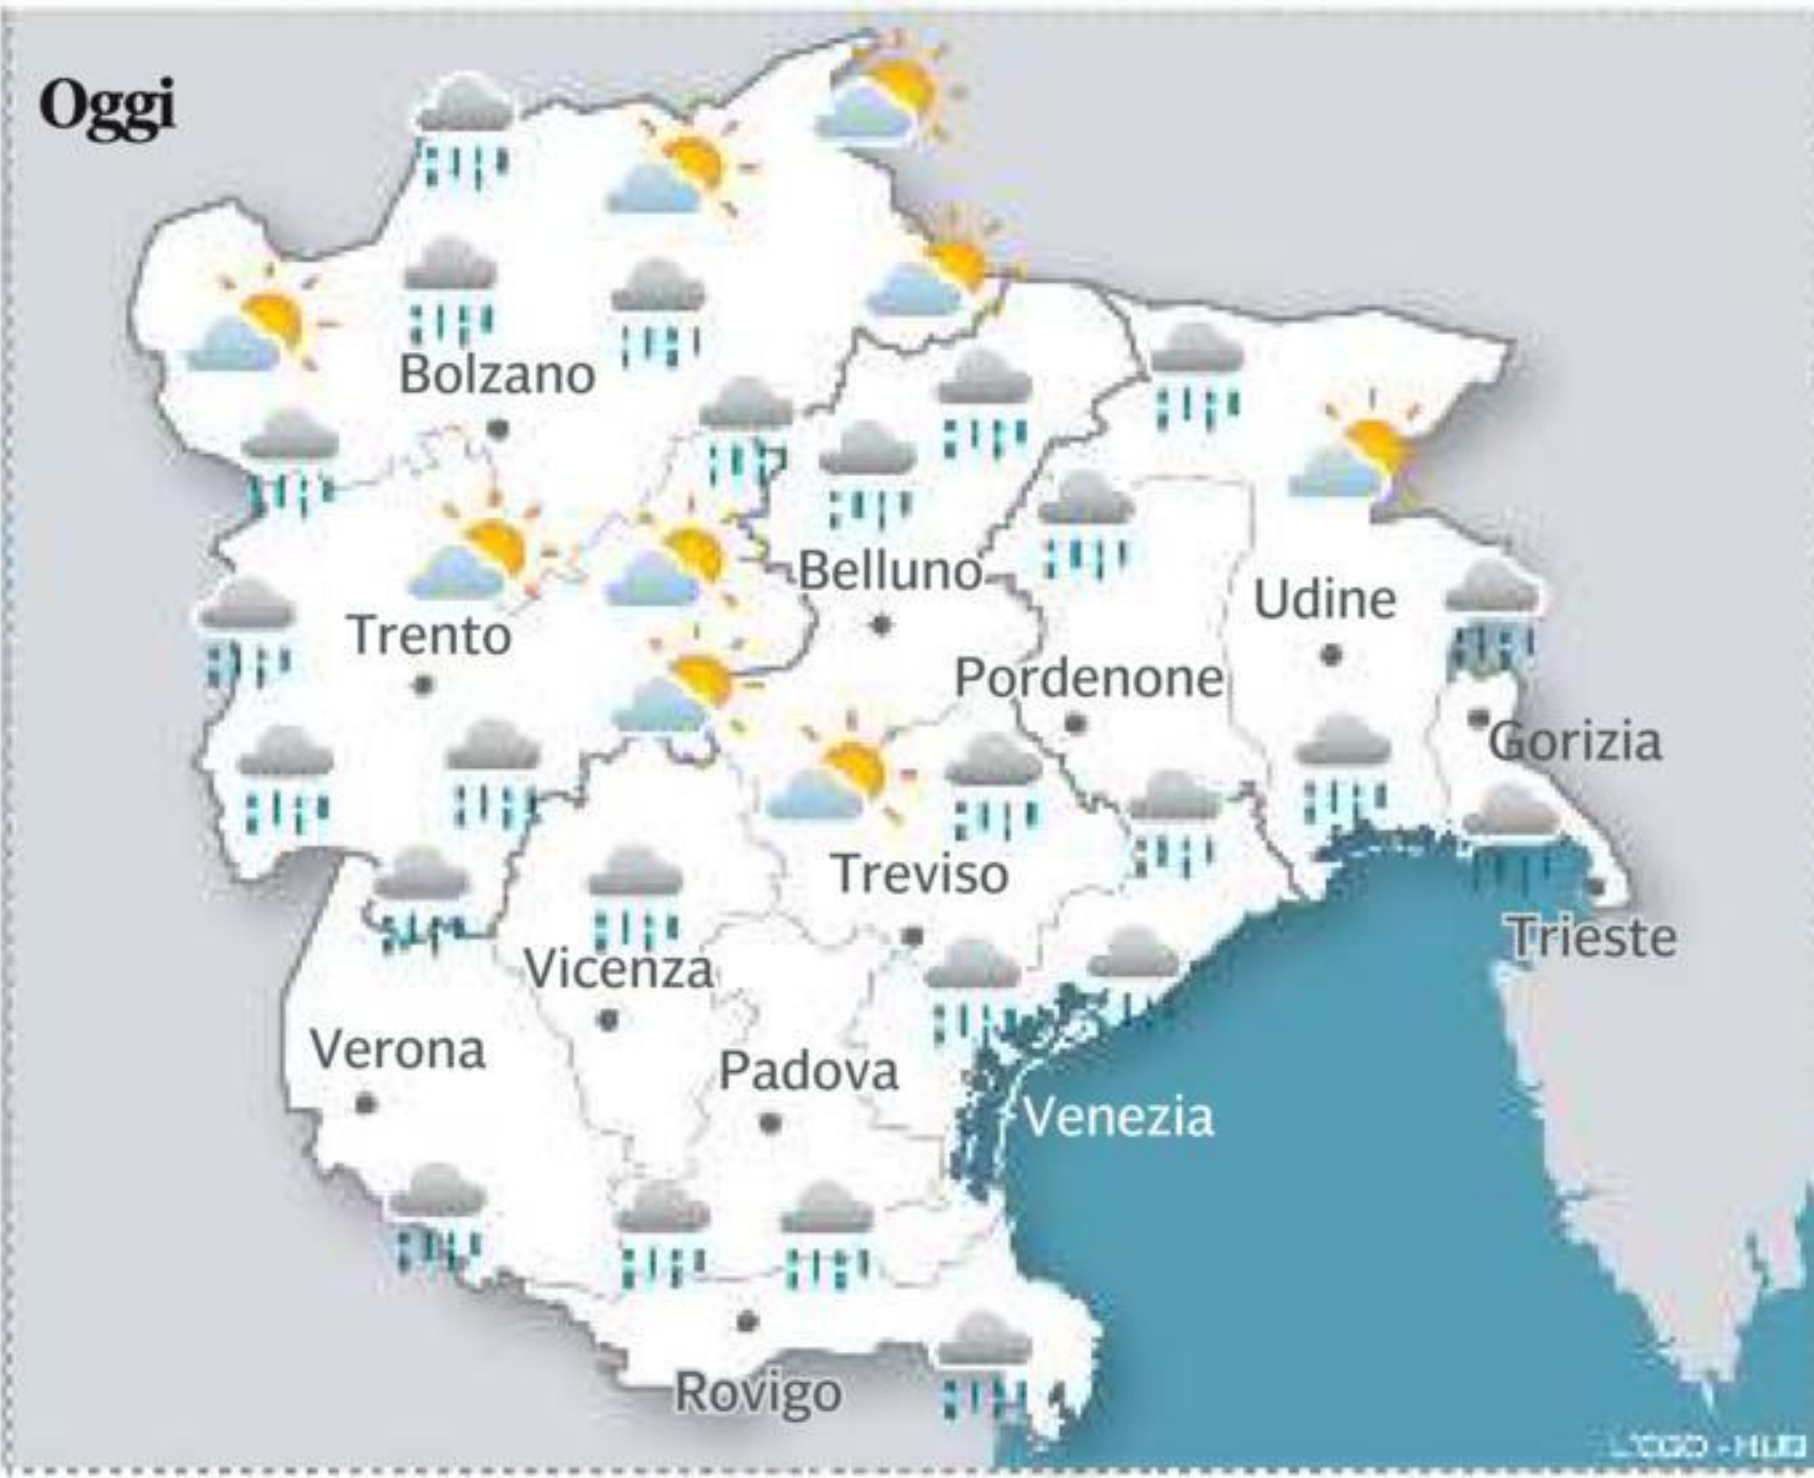 Oggi
Bolzano
Belluno
Udine
Trento
Pordenone
Gorizia
Treviso
Trieste
Vicenza
Verona
Padova
Venezia
Rovigo